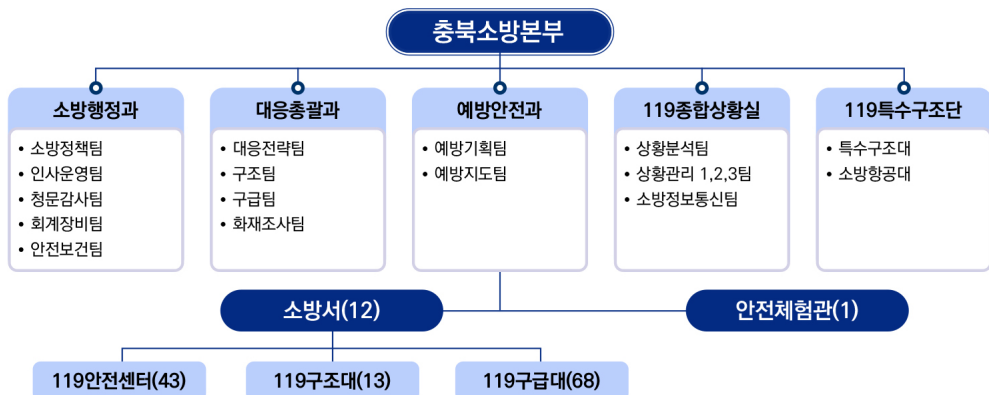 충북소방본부
소방행정과
• 소방정책팀
• 인사운영팀
• 청문감사팀
• 회계장비팀
• 안전보건팀
대응총괄과
• 대응전략팀
• 구조팀
• 구급팀
• 화재조사팀
예방안전과
• 예방기획팀
• 예방지도팀
119종합상황실
• 상황분석팀
• 상황관리 1,2,3팀
• 소방정보통신팀
119특수구조단
• 특수구조대
• 소방항공대
소방서(12)
안전체험관(1)
119안전센터(43)
119구조대(13)
119구급대(68)